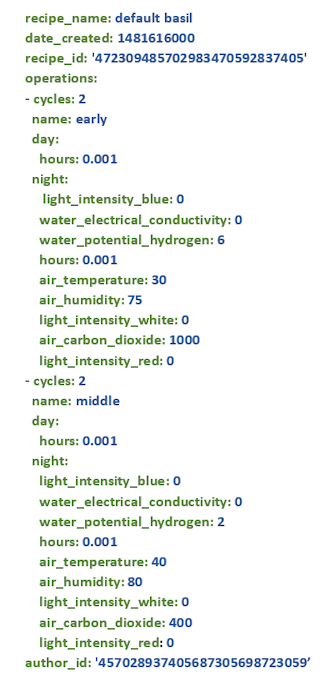 recipe_name: default basil
date_created: 1481616000
recipe_id: '472309485702983470592837405'
operations:
- cycles: 2
name: early
day:
hours: 0.001
night:
light_intensity_blue: 0
water_electrical_conductivity: 0
water_potential_hydrogen: 6
hours: 0.001
air_temperature: 30
air_humidity: 75
light_intensity_white: 0
air_carbon_dioxide: 1000
light_intensity_red: 0
- cycles: 2
name: middle
day:
hours: 0.001
night:
light_intensity_blue: 0
water_electrical_conductivity: 0
water_potential_hydrogen: 2
hours: 0.001
air_temperature: 40
air_humidity: 80
light_intensity_white: 0
air_carbon_dioxide: 400
light_intensity_red: 0
author_id: '457028937405687305698723059’